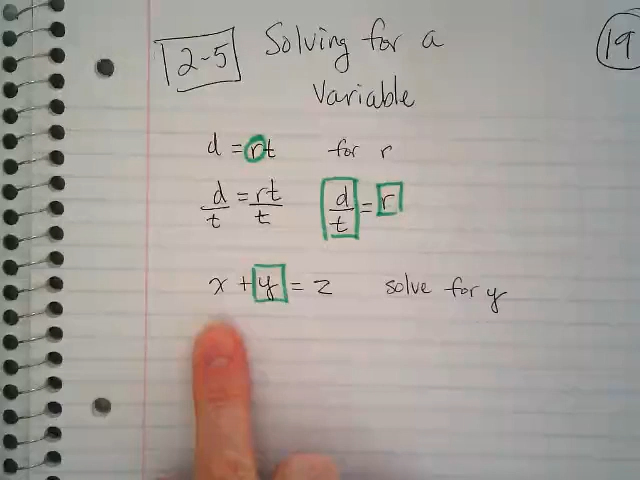 2-5 Solving for a 19
Variable
d = rt for r
d/t = rt/t d/t = r
x + y = z solve for y